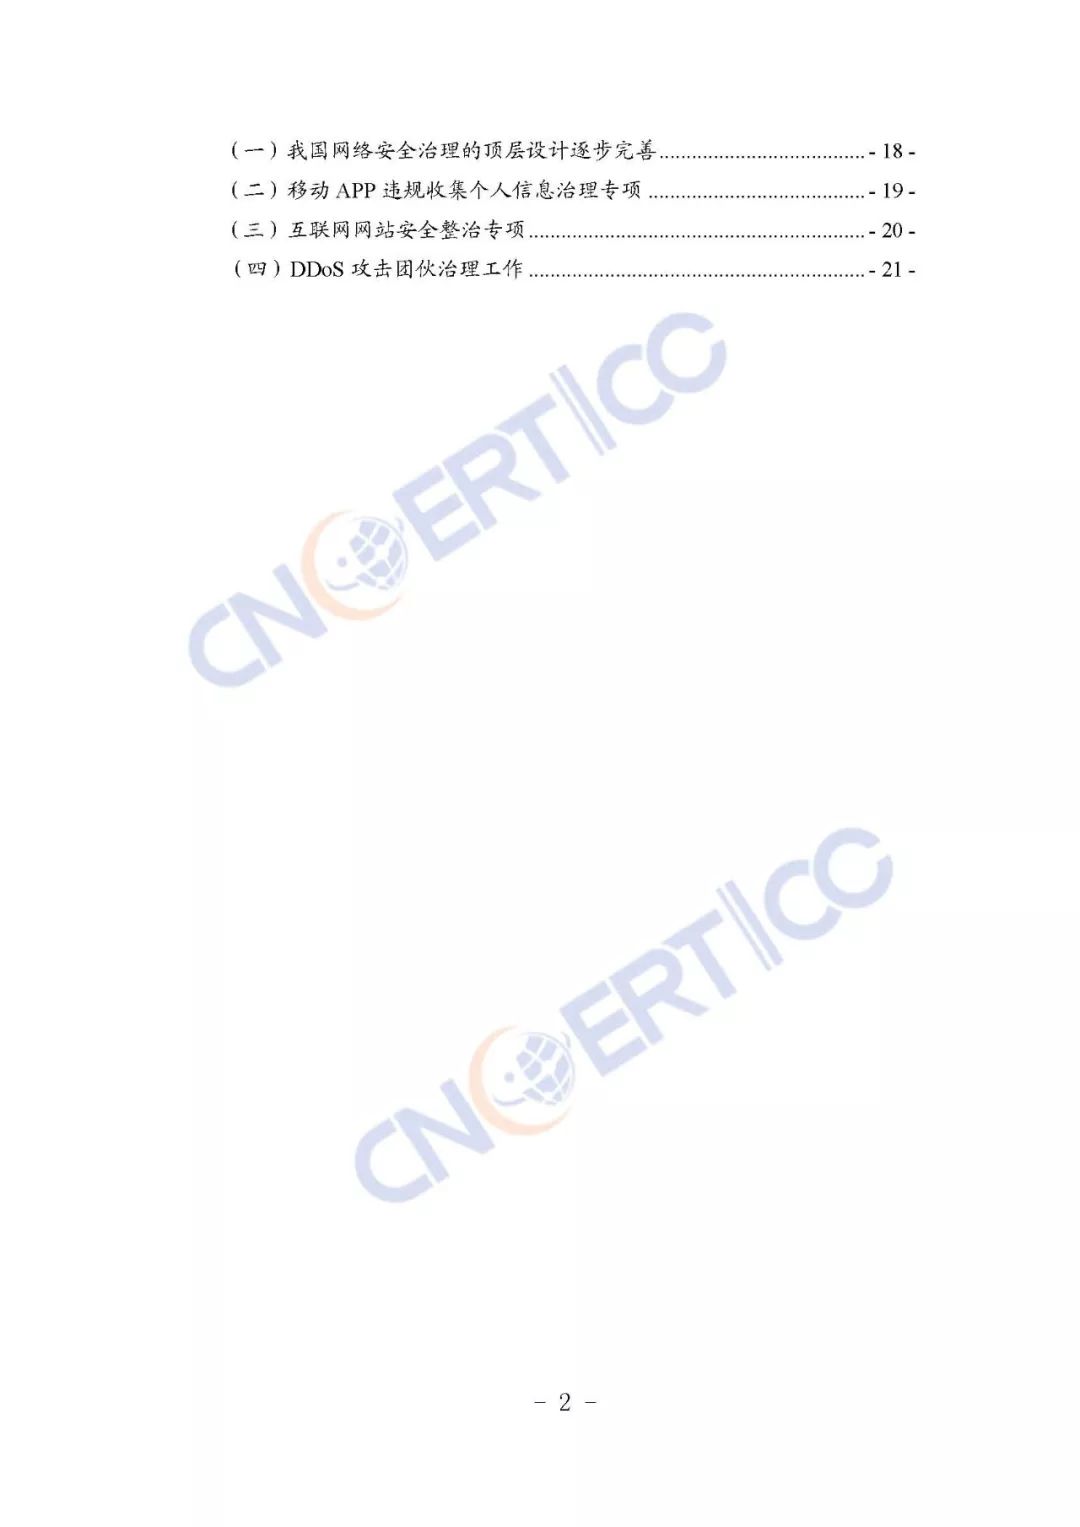 （一）我国网络安全治理的顶层设计逐步完善......................................- 18 -
（二）移动 APP 违规收集个人信息治理专项........................................- 19 -
（三）互联网网站安全整治专项..............................................................- 20 -
（四）DDoS 攻击团伙治理工作..............................................................- 21 -
CNCERT||CC
CNCERT||CC
- 2 -